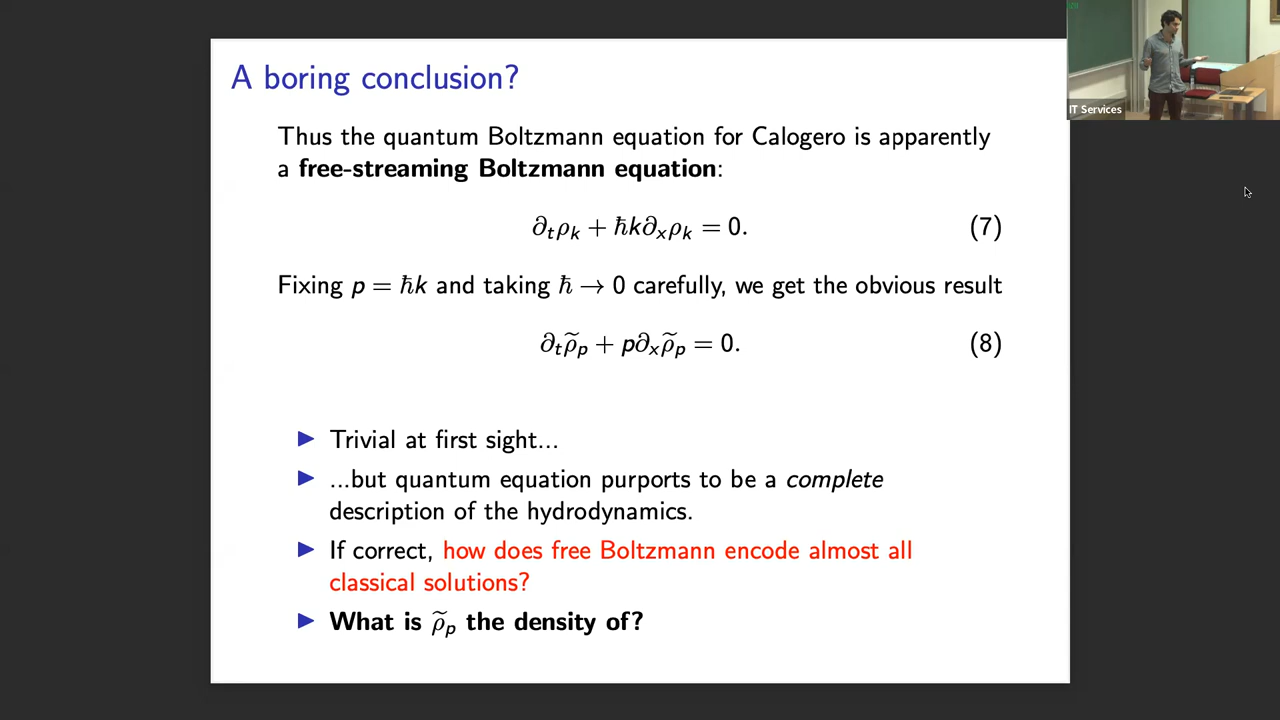 A boring conclusion?
Thus the quantum Boltzmann equation for Calogero is apparently
a free-streaming Boltzmann equation:
∂ₜρₖ + ℏk∂ₓρₖ = 0. (7)
Fixing p = ℏk and taking ℏ → 0 carefully, we get the obvious result
∂ₜρ̃ₚ + p∂ₓρ̃ₚ = 0. (8)
▶ Trivial at first sight...
▶ ...but quantum equation purports to be a complete
description of the hydrodynamics.
▶ If correct, how does free Boltzmann encode almost all
classical solutions?
▶ What is ρ̃ₚ the density of?
IT Services